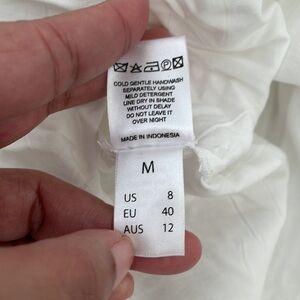 COLD GENTLE HANDWASH
SEPARATELY USING
MILD DETERGENT
LINE DRY IN SHADE
WITHOUT DELAY
DO NOT LEAVE IT
OVER NIGHT
MADE IN INDONESIA
M
US 8
EU 40
AUS 12